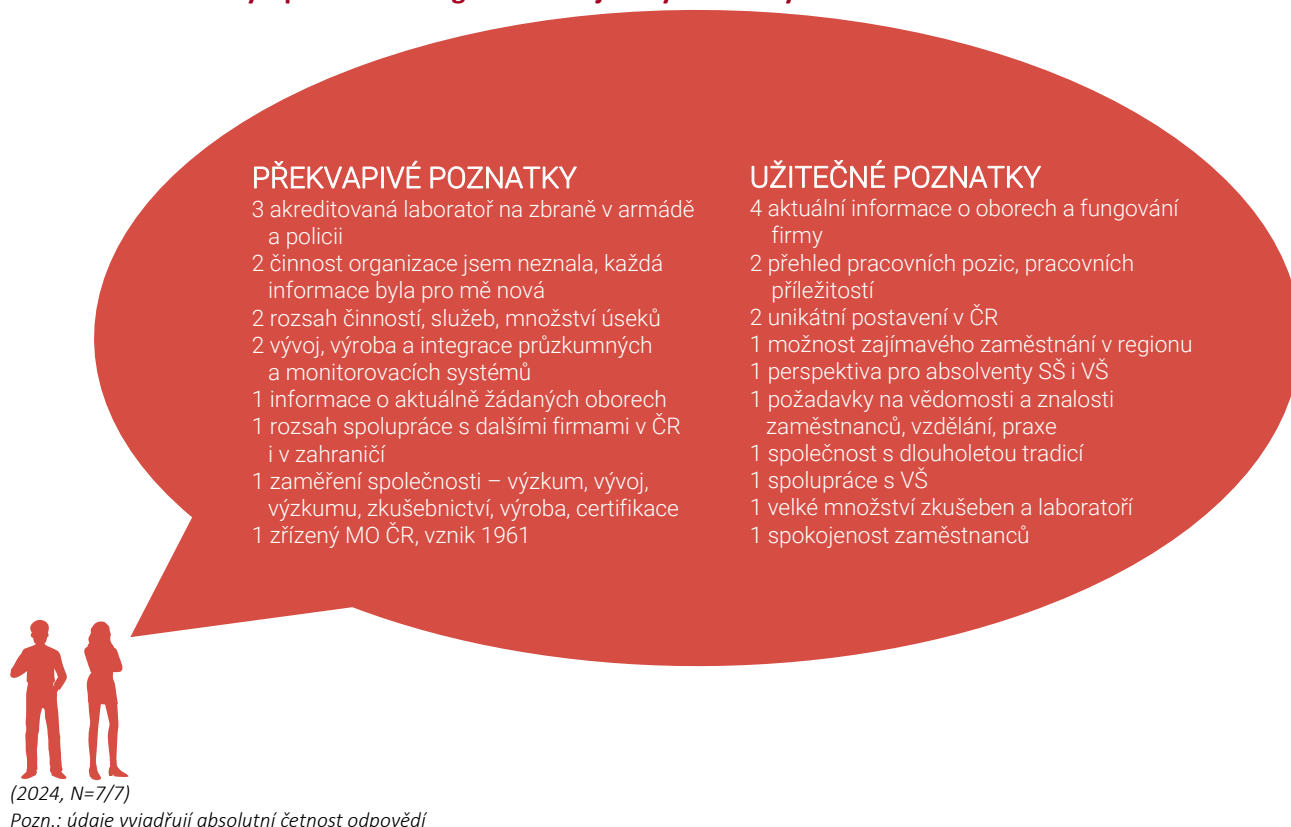 PŘEKVAPIVÉ POZNATKY
3 akreditovaná laboratoř na zbraně v armádě
a policii
2 činnost organizace jsem neznala, každá
informace byla pro mě nová
2 rozsah činností, služeb, množství úseků
2 vývoj, výroba a integrace průzkumných
a monitorovacích systémů
1 informace o aktuálně žádaných oborech
1 rozsah spolupráce s dalšími firmami v ČR
i v zahraničí
1 zaměření společnosti – výzkum, vývoj,
výzkumu, zkušebnictví, výroba, certifikace
1 zřízený MO ČR, vznik 1961
UŽITEČNÉ POZNATKY
4 aktuální informace o oborech a fungování
firmy
2 přehled pracovních pozic, pracovních
příležitostí
2 unikátní postavení v ČR
1 možnost zajímavého zaměstnání v regionu
1 perspektiva pro absolventy SŠ i VŠ
1 požadavky na vědomosti a znalosti
zaměstnanců, vzdělání, praxe
1 společnost s dlouholetou tradicí
1 spolupráce s VŠ
1 velké množství zkušeben a laboratoří
1 spokojenost zaměstnanců
(2024, N=7/7)
Pozn.: údaje vyjadřují absolutní četnost odpovědí